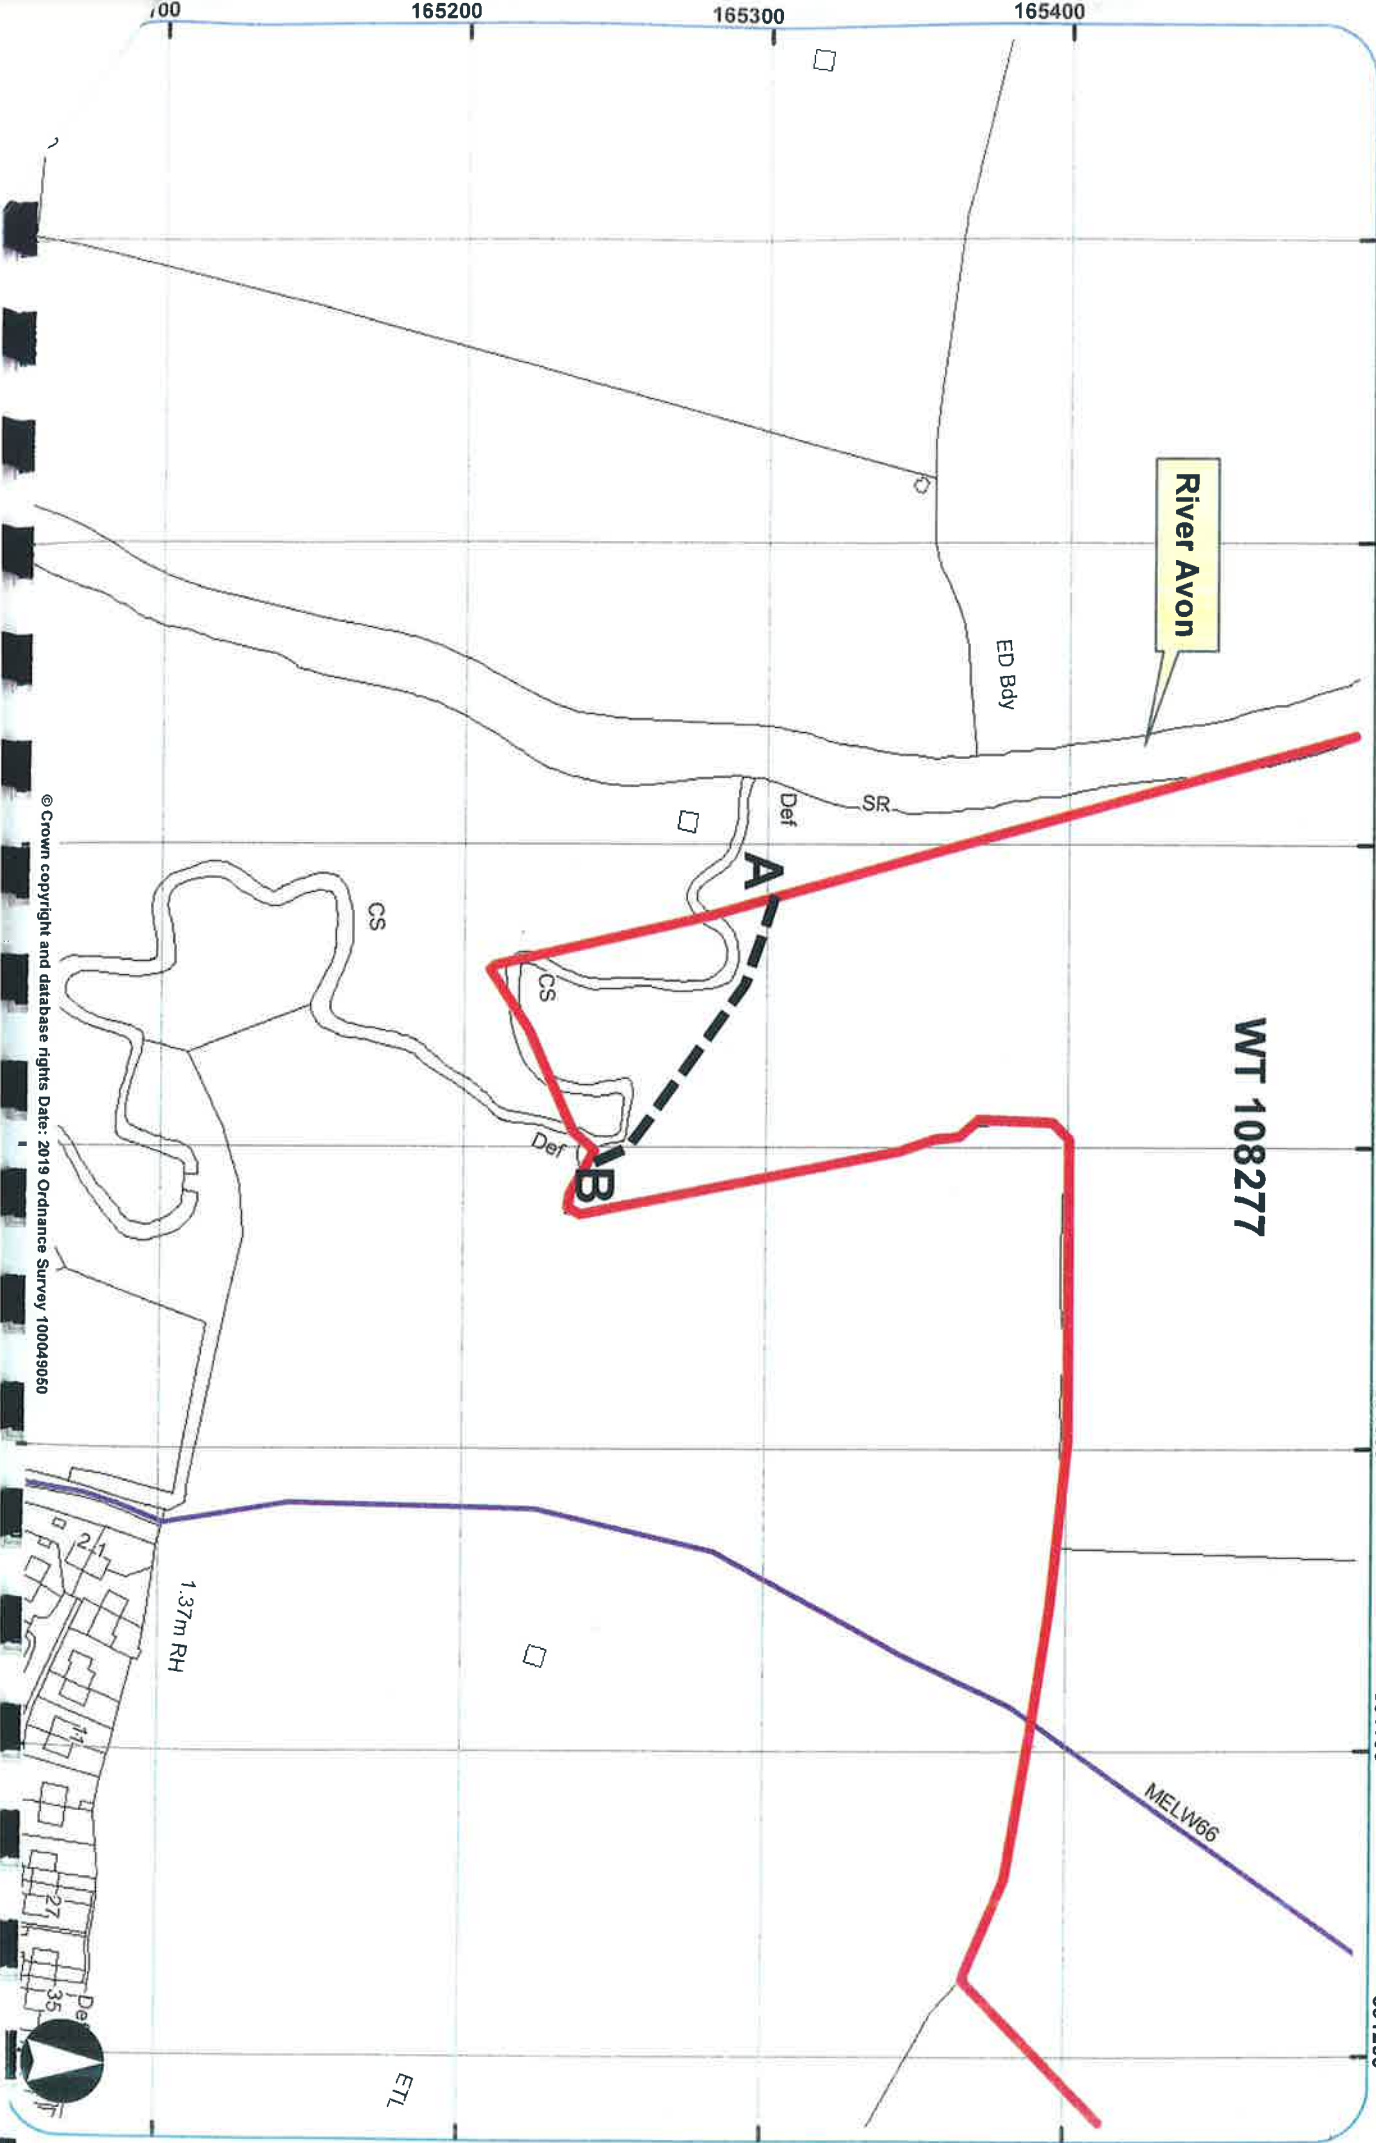 165200
165300
165400
River Avon
ED Bdy
SR
Def
A
WT 108277
CS
CS
Def
B
MELW66
1.37m RH
21
11
27
35
ETL
© Crown copyright and database rights Date: 2019 Ordnance Survey 100049050